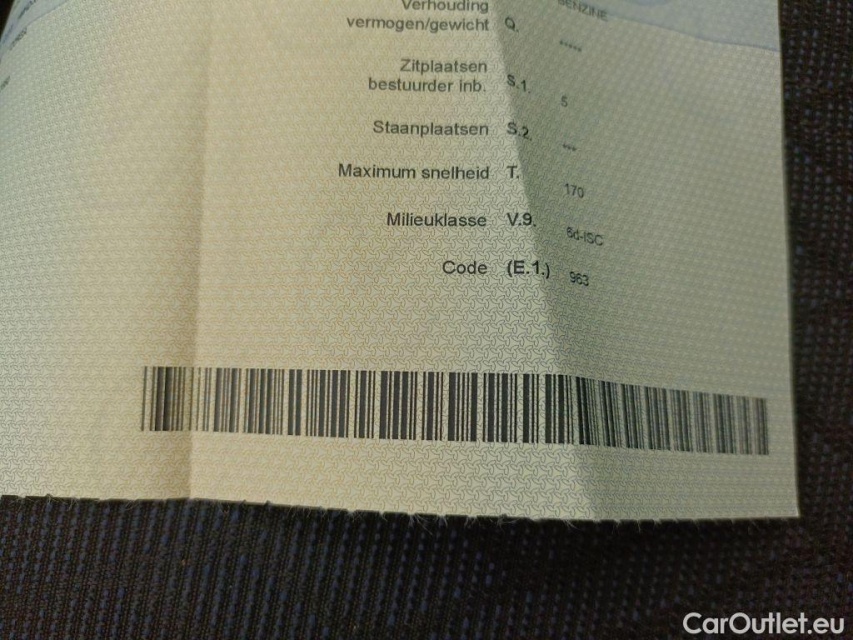 Verhouding
vermogen/gewicht Q. BENZINE
*****
Zitplaatsen
bestuurder inb. S.1. 5
Staanplaatsen S.2. ***
Maximum snelheid T. 170
Milieuklasse V.9. 6d-ISC
Code (E.1.) 963
CarOutlet.eu